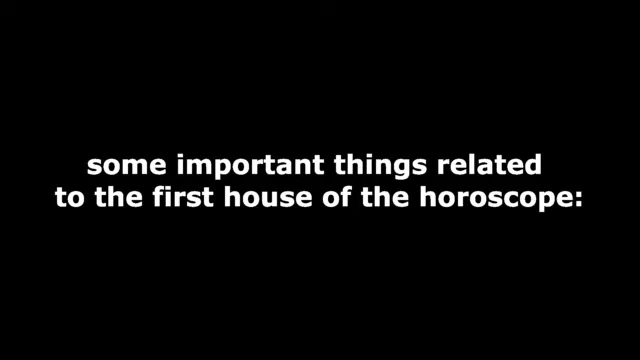 some important things related
to the first house of the horoscope: